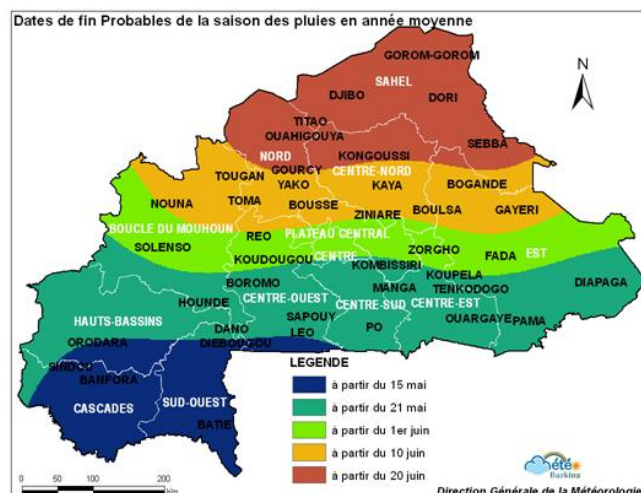 Dates de fin Probables de la saison des pluies en année moyenne
GOROM-GOROM
N
SAHEL
DJIBO
DORI
TITAO
OUAHIGOUYA
SEBBA
NORD
KONGOUSSI
GOURCY
CENTRE-NORD
TOUGAN
YAKO
KAYA
BOGANDE
NOUNA
TOMA
BOUSSE
ZINIARE
BOULSA
GAYERI
BOUCLE DU MOUHOUN
REO
PLATEAU CENTRAL
SOLENSO
ZORGHO
FADA
EST
KOUDOUGOU
CENTRE
KOMBISSIRI
KOUPELA
BOROMO
MANGA
TENKODOGO
DIAPAGA
HOUNDE
CENTRE-OUEST
CENTRE-SUD
CENTRE-EST
HAUTS-BASSINS
SAPOUY
OUARGAYE
PAMA
DANO
LEO
PO
ORODARA
DIEBOUGOU
SINDOU
BANFORA
CASCADES
SUD-OUEST
BATIE
LEGENDE
à partir du 15 mai
à partir du 21 mai
à partir du 1er juin
à partir du 10 juin
à partir du 20 juin
0 50 100 200
Km
météo
Burkina
Direction Générale de la Météorologie